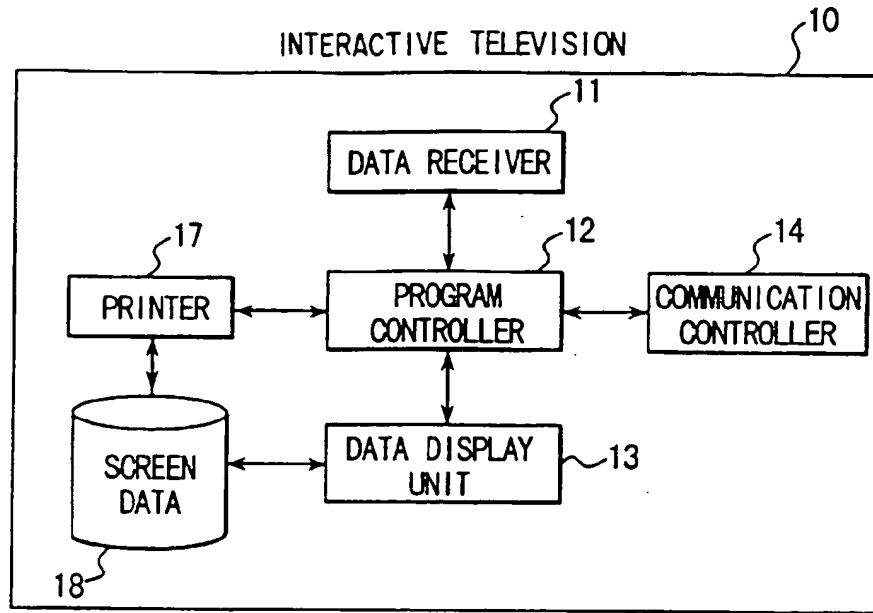 INTERACTIVE TELEVISION
10
11
DATA RECEIVER
17
12
14
PRINTER
PROGRAM
CONTROLLER
COMMUNICATION
CONTROLLER
SCREEN
DATA
DATA DISPLAY
UNIT
13
18